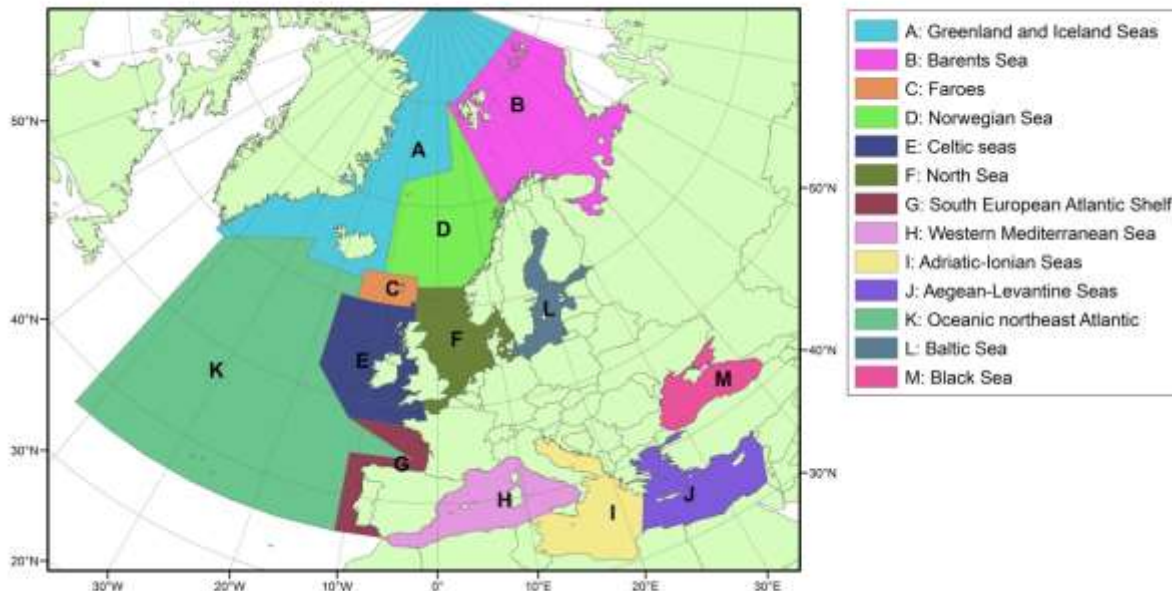 A: Greenland and Iceland Seas
B: Barents Sea
C: Faroes
D: Norwegian Sea
E: Celtic seas
F: North Sea
G: South European Atlantic Shelf
H: Western Mediterranean Sea
I: Adriatic-Ionian Seas
J: Aegean-Levantine Seas
K: Oceanic northeast Atlantic
L: Baltic Sea
M: Black Sea
B
A
D
C
L
F
E
K
M
G
H
J
I
50°N
40°N
30°N
20°N
60°N
40°N
30°N
30°W
20°W
10°W
0°
10°E
20°E
30°E